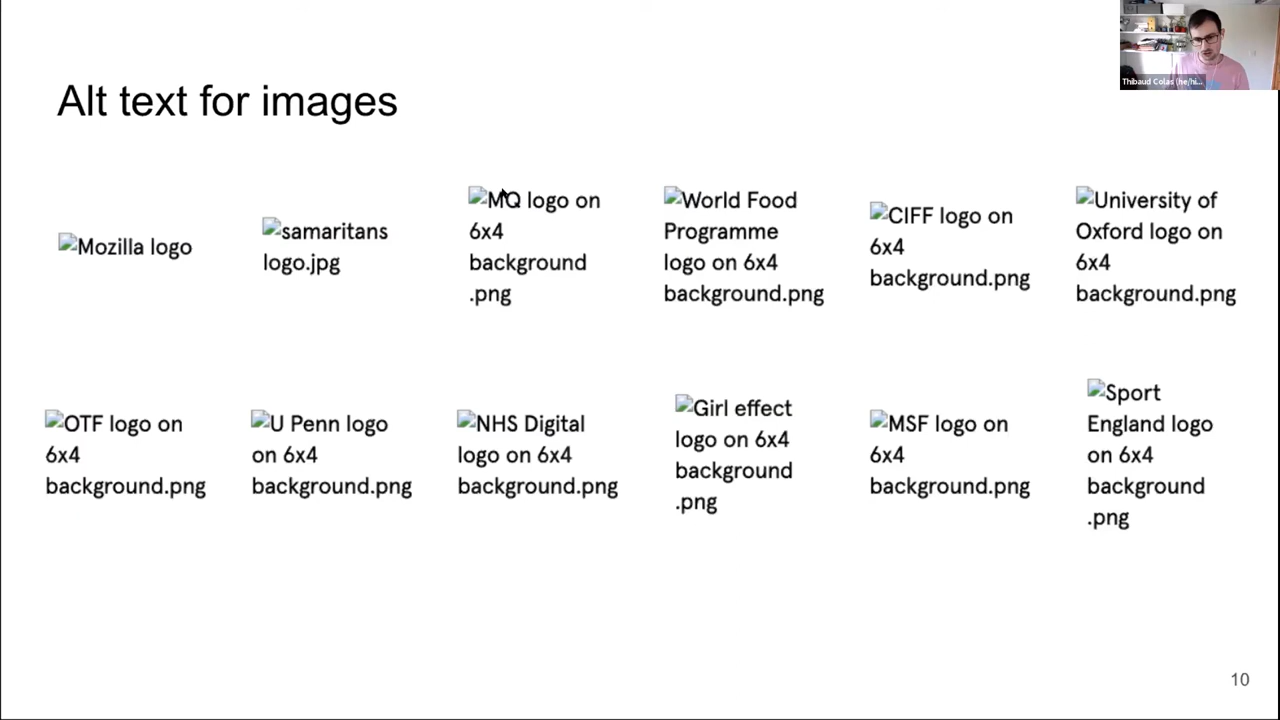 Thibaud Colas (he/hi...
Alt text for images
Mozilla logo
samaritans
logo.jpg
MQ logo on
6x4
background
.png
World Food
Programme
logo on 6x4
background.png
CIFF logo on
6x4
background.png
University of
Oxford logo on
6x4
background.png
OTF logo on
6x4
background.png
U Penn logo
on 6x4
background.png
NHS Digital
logo on 6x4
background.png
Girl effect
logo on 6x4
background
.png
MSF logo on
6x4
background.png
Sport
England logo
on 6x4
background
.png
10